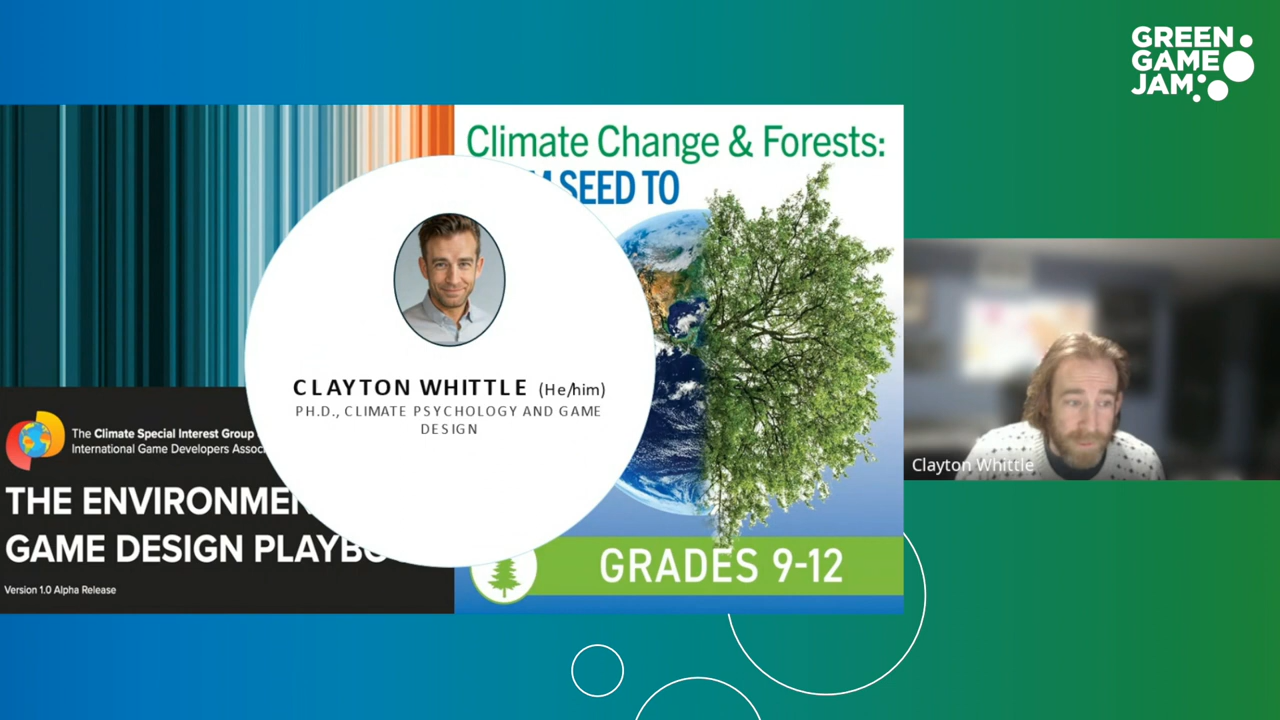 GREEN
GAME
JAM
Climate Change & Forests:
SEED TO
CLAYTON WHITTLE (He/him)
PH.D., CLIMATE PSYCHOLOGY AND GAME
DESIGN
The Climate Special Interest Group
International Game Developers Assoc
THE ENVIRONMEN
GAME DESIGN PLAYBO
Version 1.0 Alpha Release
GRADES 9-12
Clayton Whittle